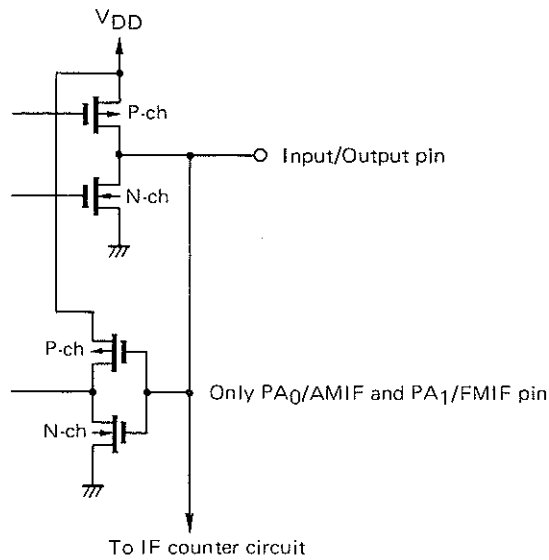 VDD
P-ch
Input/Output pin
N-ch
P-ch
Only PA0/AMIF and PA1/FMIF pin
N-ch
To IF counter circuit